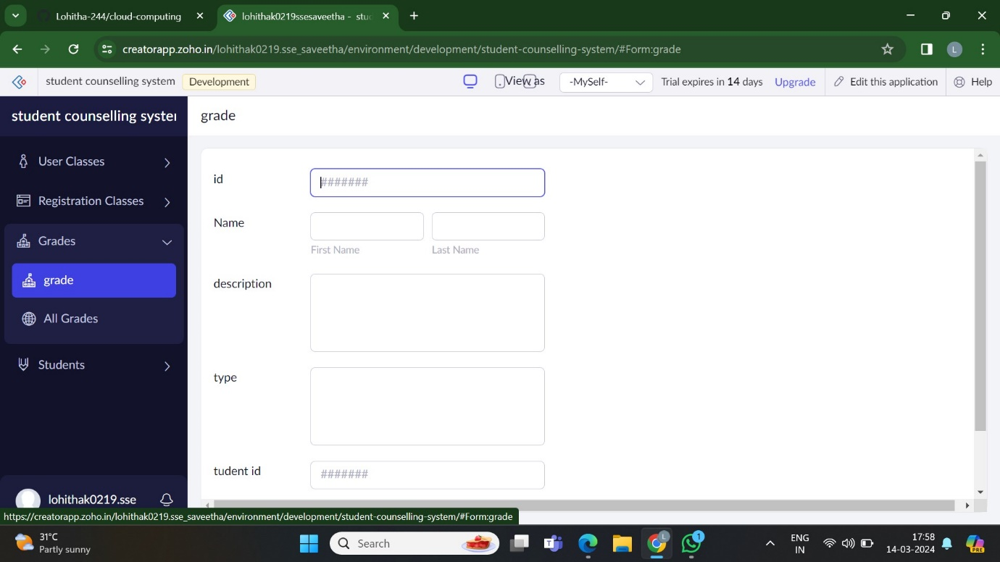 Lohitha-244/cloud-computing
lohithak0219ssesaveetha - stud
creatorapp.zoho.in/lohithak0219.sse_saveetha/environment/development/student-counselling-system/#Form:grade
L
student counselling system Development View as -MySelf- Trial expires in 14 days Upgrade Edit this application Help
student counselling system
grade
User Classes
Registration Classes
Grades
grade
All Grades
Students
lohithak0219.sse
id
#######
Name
First Name Last Name
description
type
tudent id
#######
https://creatorapp.zoho.in/lohithak0219.sse_saveetha/environment/development/student-counselling-system/#Form:grade
31°C
Partly sunny
Search
T
L
1
ENG
IN
17:58
14-03-2024
PRE